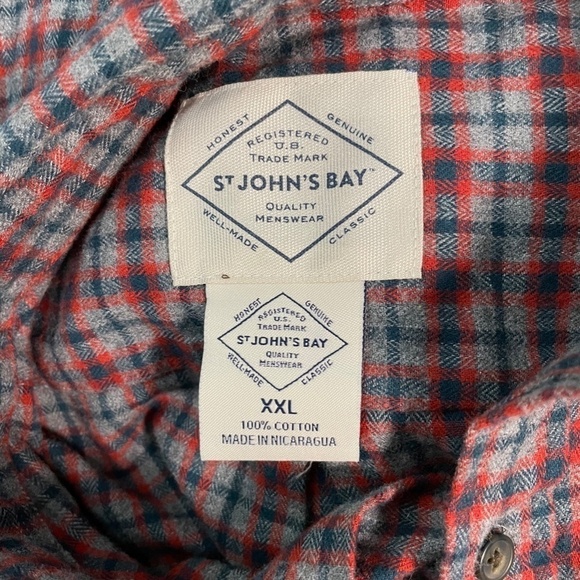 HONEST GENUINE
REGISTERED
U.S.
TRADE MARK
ST JOHN'S BAY™
QUALITY
MENSWEAR
WELL-MADE CLASSIC
HONEST GENUINE
REGISTERED
U.S.
TRADE MARK
ST JOHN'S BAY
QUALITY
MENSWEAR
WELL-MADE CLASSIC
XXL
100% COTTON
MADE IN NICARAGUA